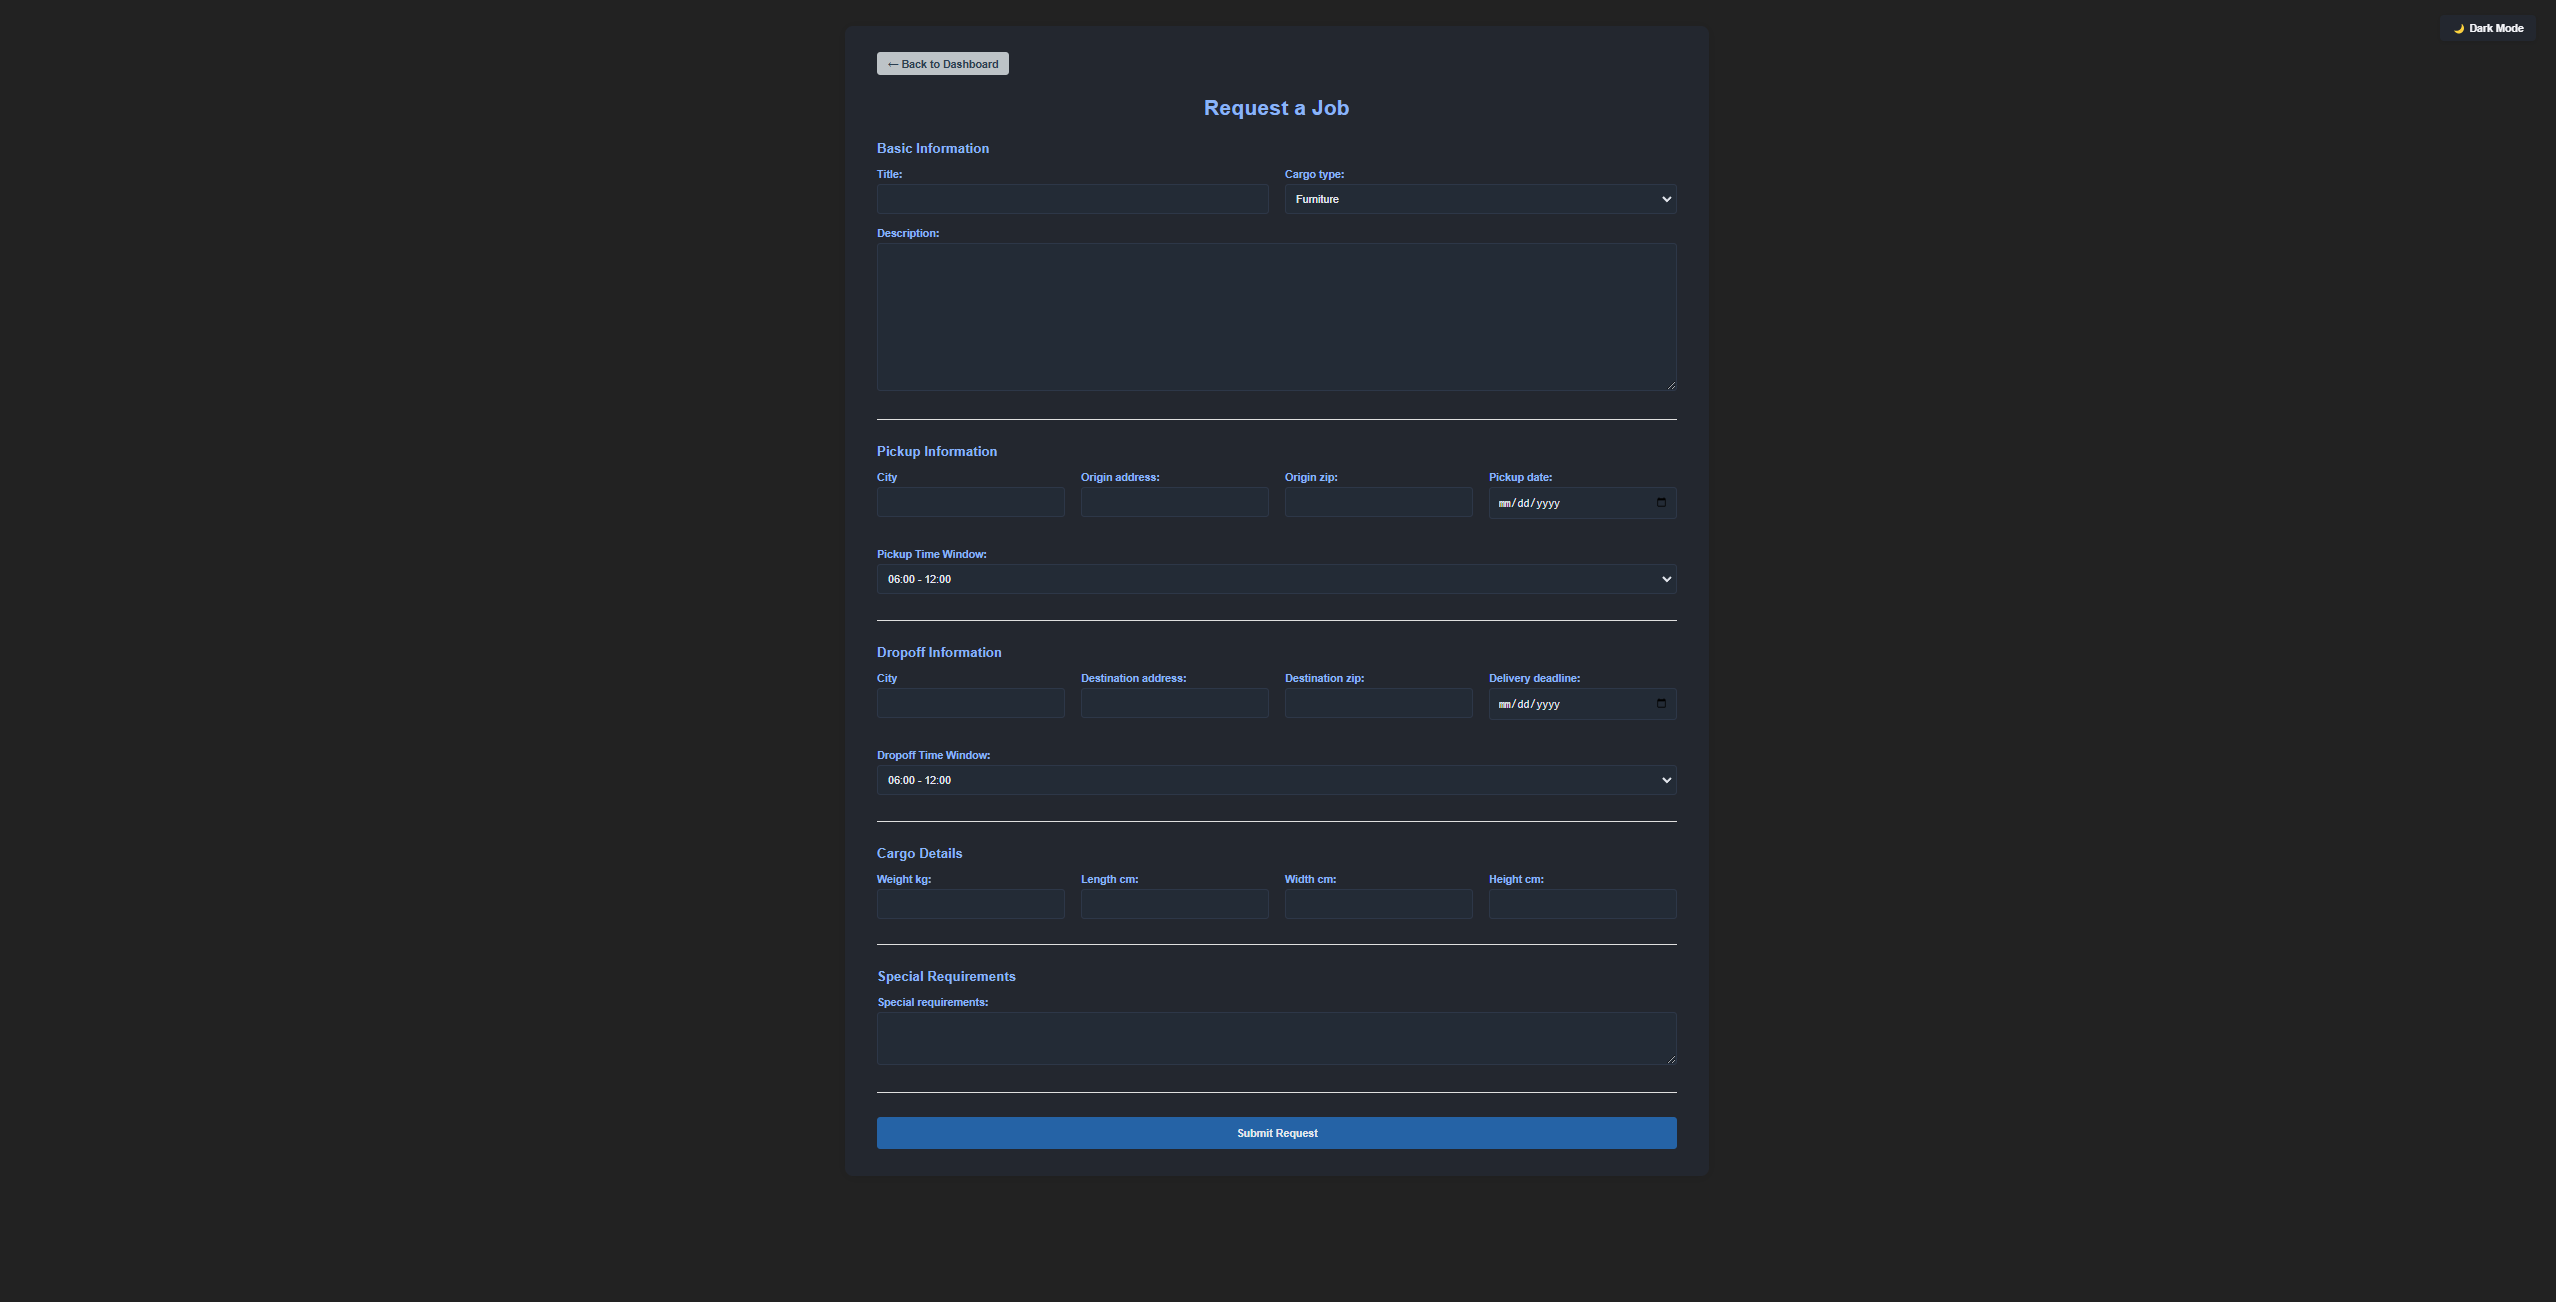 🌙 Dark Mode
← Back to Dashboard
Request a Job
Basic Information
Title: Cargo type:
Furniture
Description:
Pickup Information
City Origin address: Origin zip: Pickup date:
mm/dd/yyyy
Pickup Time Window:
06:00 - 12:00
Dropoff Information
City Destination address: Destination zip: Delivery deadline:
mm/dd/yyyy
Dropoff Time Window:
06:00 - 12:00
Cargo Details
Weight kg: Length cm: Width cm: Height cm:
Special Requirements
Special requirements:
Submit Request